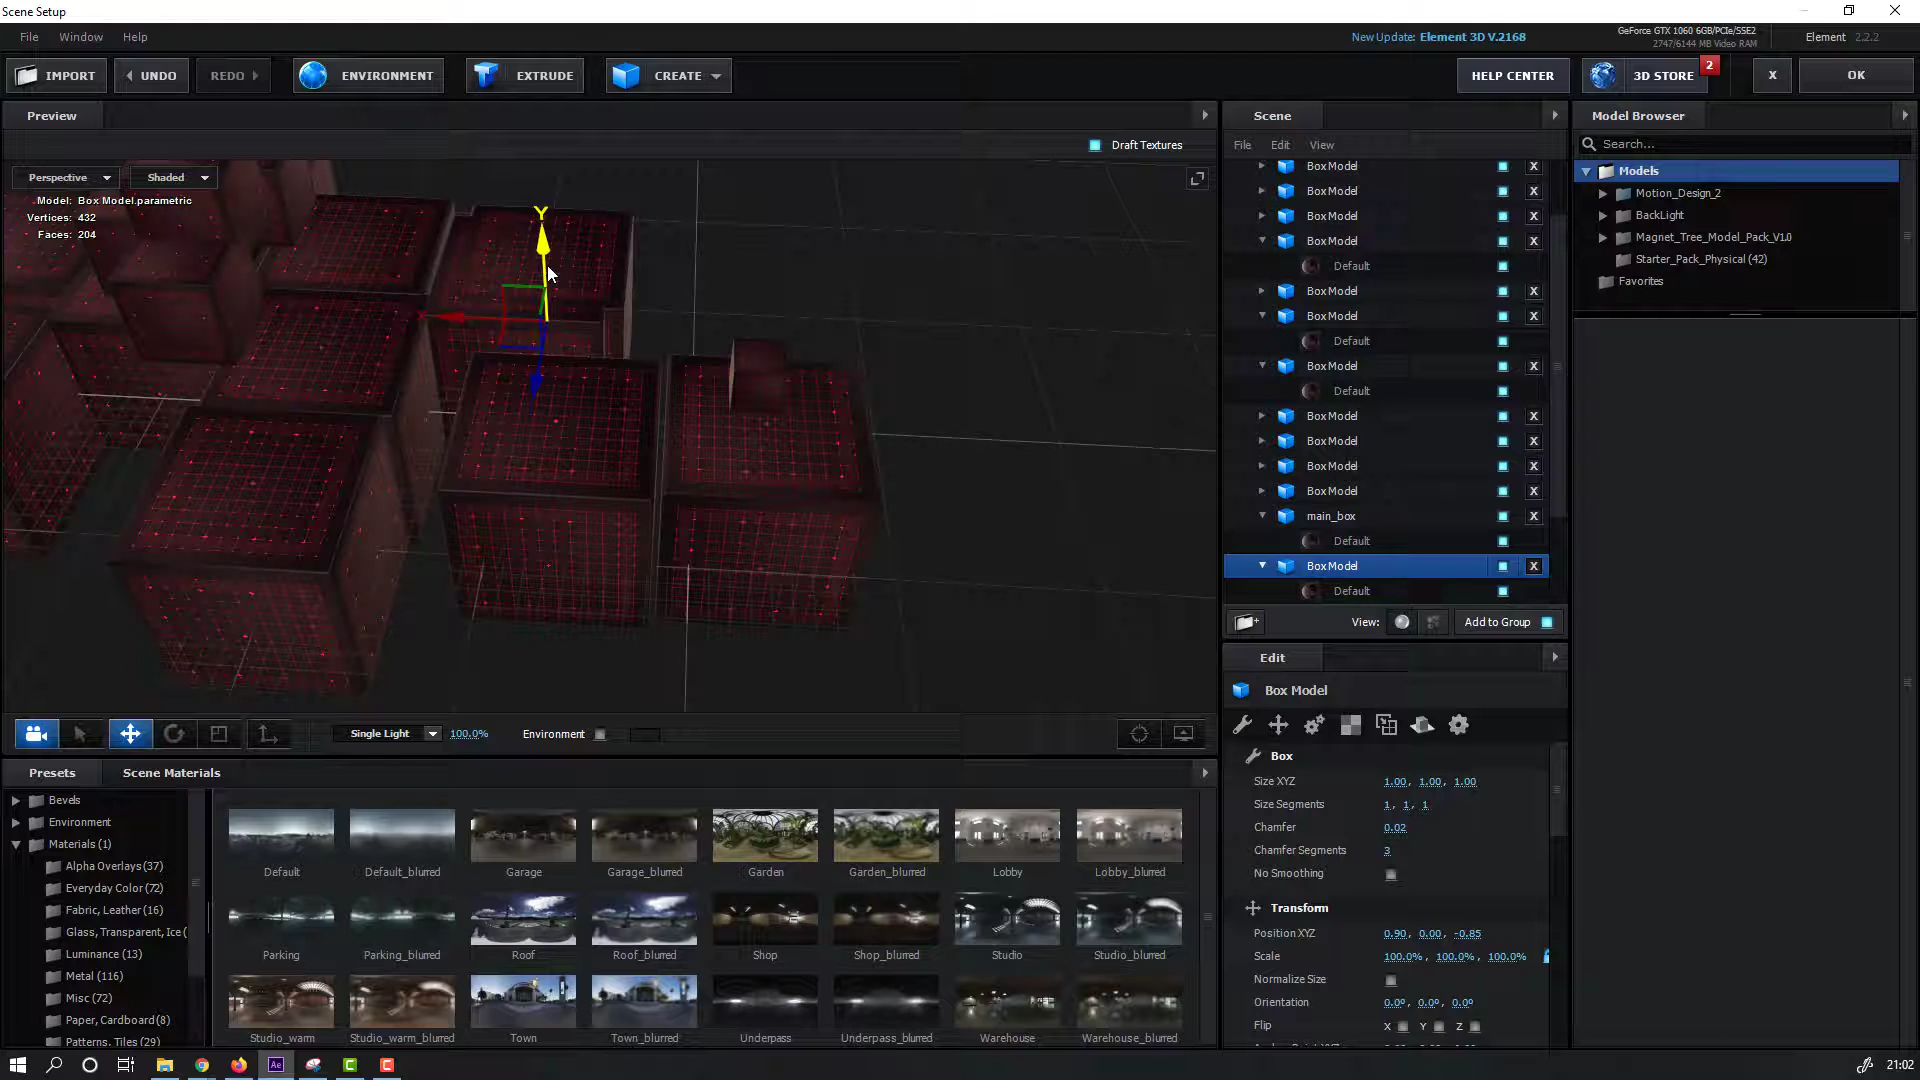 Scene Setup
File Window Help
New Update: Element 3D V.2168
GeForce GTX 1060 6GB/PCIe/SSE2
2747/6144 MB Video RAM
Element 2.2.2
IMPORT
UNDO
REDO
ENVIRONMENT
EXTRUDE
CREATE
HELP CENTER
3D STORE
2
X
OK
Preview
Draft Textures
Perspective
Shaded
Model: Box Model.parametric
Vertices: 432
Faces: 204
Y
Single Light
100.0%
Environment
Scene
File Edit View
Box Model X
Box Model X
Box Model X
Box Model X
Default
Box Model X
Box Model X
Default
Box Model X
Default
Box Model X
Box Model X
Box Model X
Box Model X
main_box X
Default
Box Model X
Default
View:
Add to Group
Edit
Box Model
Box
Size XYZ 1.00, 1.00, 1.00
Size Segments 1, 1, 1
Chamfer 0.02
Chamfer Segments 3
No Smoothing
Transform
Position XYZ 0.90, 0.00, -0.85
Scale 100.0%, 100.0%, 100.0%
Normalize Size
Orientation 0.0º, 0.0º, 0.0º
Flip X Y Z
Model Browser
Search...
Models
Motion_Design_2
BackLight
Magnet_Tree_Model_Pack_V1.0
Starter_Pack_Physical (42)
Favorites
Presets
Scene Materials
Bevels
Environment
Materials (1)
Alpha Overlays (37)
Everyday Color (72)
Fabric, Leather (16)
Glass, Transparent, Ice (
Luminance (13)
Metal (116)
Misc (72)
Paper, Cardboard (8)
Patterns, Tiles (29)
Default
Default_blurred
Garage
Garage_blurred
Garden
Garden_blurred
Lobby
Lobby_blurred
Parking
Parking_blurred
Roof
Roof_blurred
Shop
Shop_blurred
Studio
Studio_blurred
Studio_warm
Studio_warm_blurred
Town
Town_blurred
Underpass
Underpass_blurred
Warehouse
Warehouse_blurred
Ae
C
C
21:02